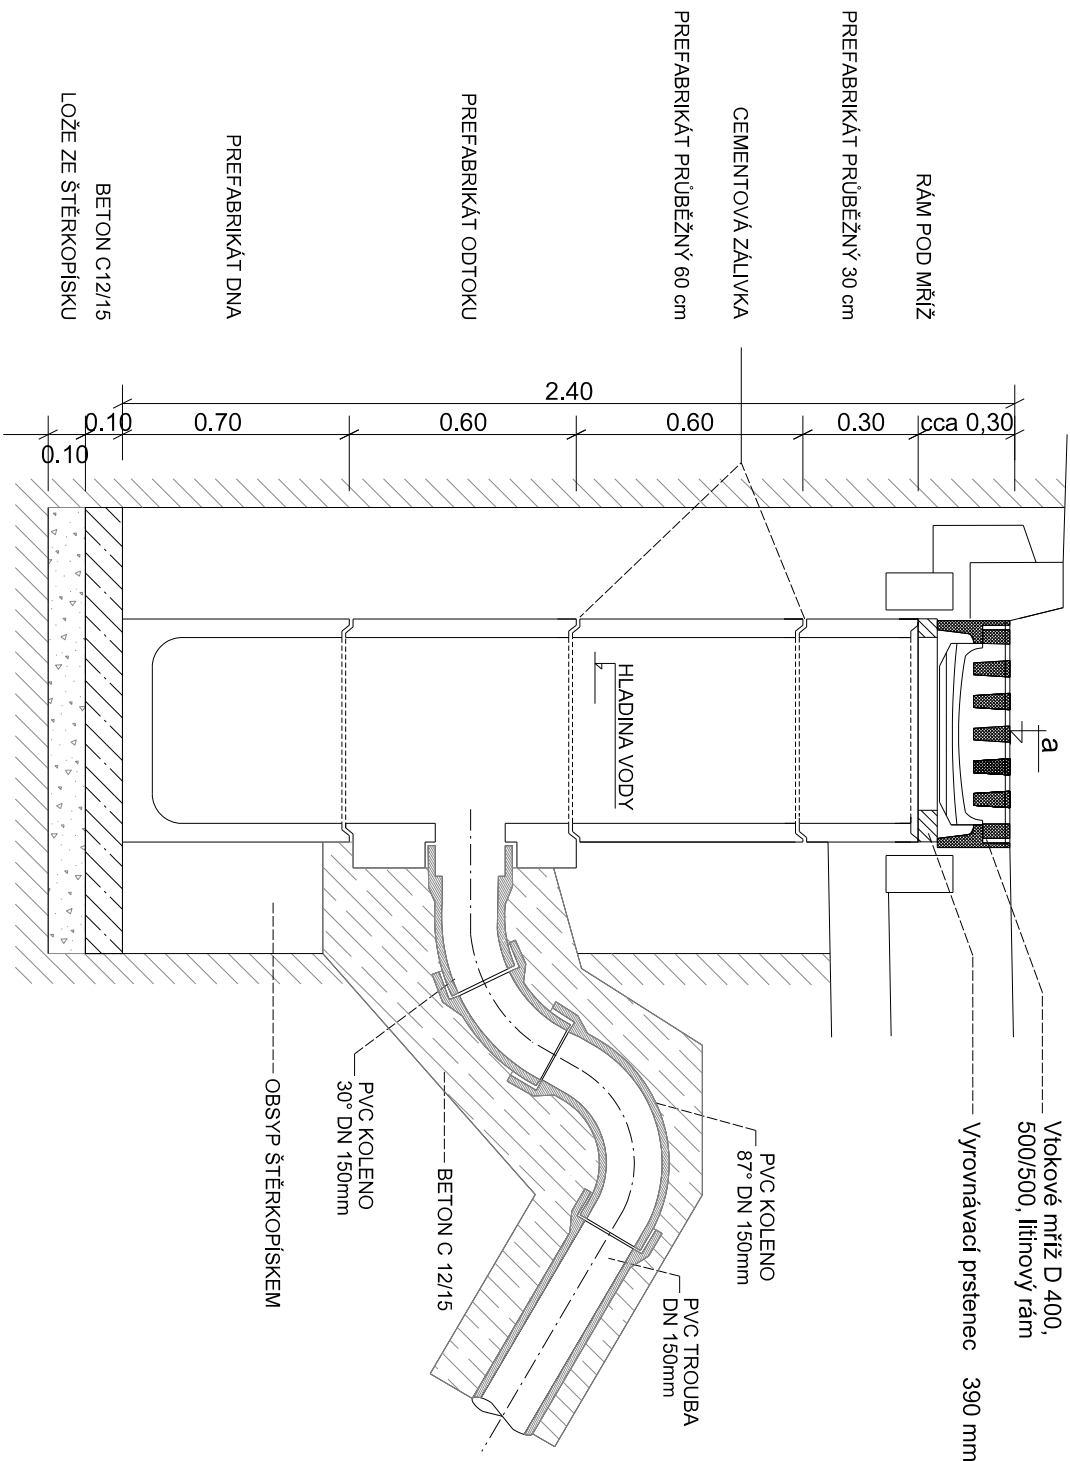 Vtokové mříž D 400,
500/500, litinový rám
Vyrovnávací prstenec 390 mm
a
RÁM POD MŘÍŽ
PREFABRIKÁT PRŮBĚŽNÝ 30 cm
CEMENTOVÁ ZÁLIVKA
PREFABRIKÁT PRŮBĚŽNÝ 60 cm
PREFABRIKÁT ODTOKU
PREFABRIKÁT DNA
BETON C12/15
LOŽE ZE ŠTĚRKOPÍSKU
2.40
cca 0,30
0.30
0.60
0.60
0.70
0.10
0.10
HLADINA VODY
PVC KOLENO
87° DN 150mm
PVC TROUBA
DN 150mm
BETON C 12/15
PVC KOLENO
30° DN 150mm
OBSYP ŠTĚRKOPÍSKEM